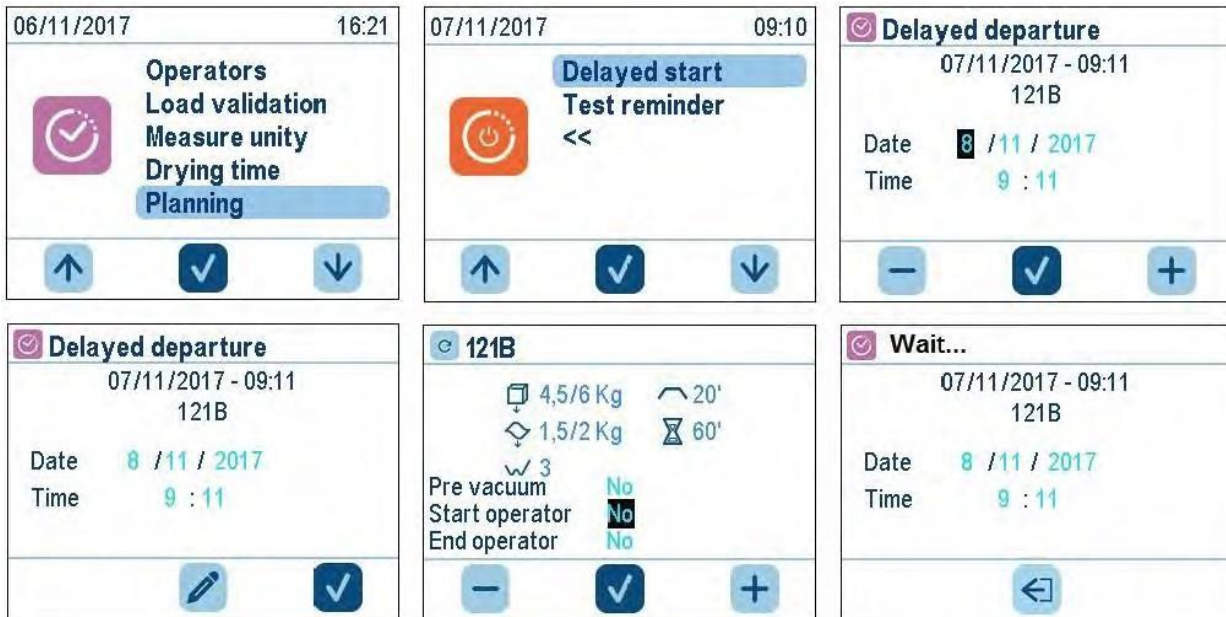 06/11/2017 16:21
Operators
Load validation
Measure unity
Drying time
Planning
07/11/2017 09:10
Delayed start
Test reminder
<<
Delayed departure
07/11/2017 - 09:11
121B
Date 8 /11 / 2017
Time 9 : 11
Delayed departure
07/11/2017 - 09:11
121B
Date 8 /11 / 2017
Time 9 : 11
121B
4,5/6 Kg 20'
1,5/2 Kg 60'
3
Pre vacuum No
Start operator No
End operator No
Wait...
07/11/2017 - 09:11
121B
Date 8 /11 / 2017
Time 9 : 11